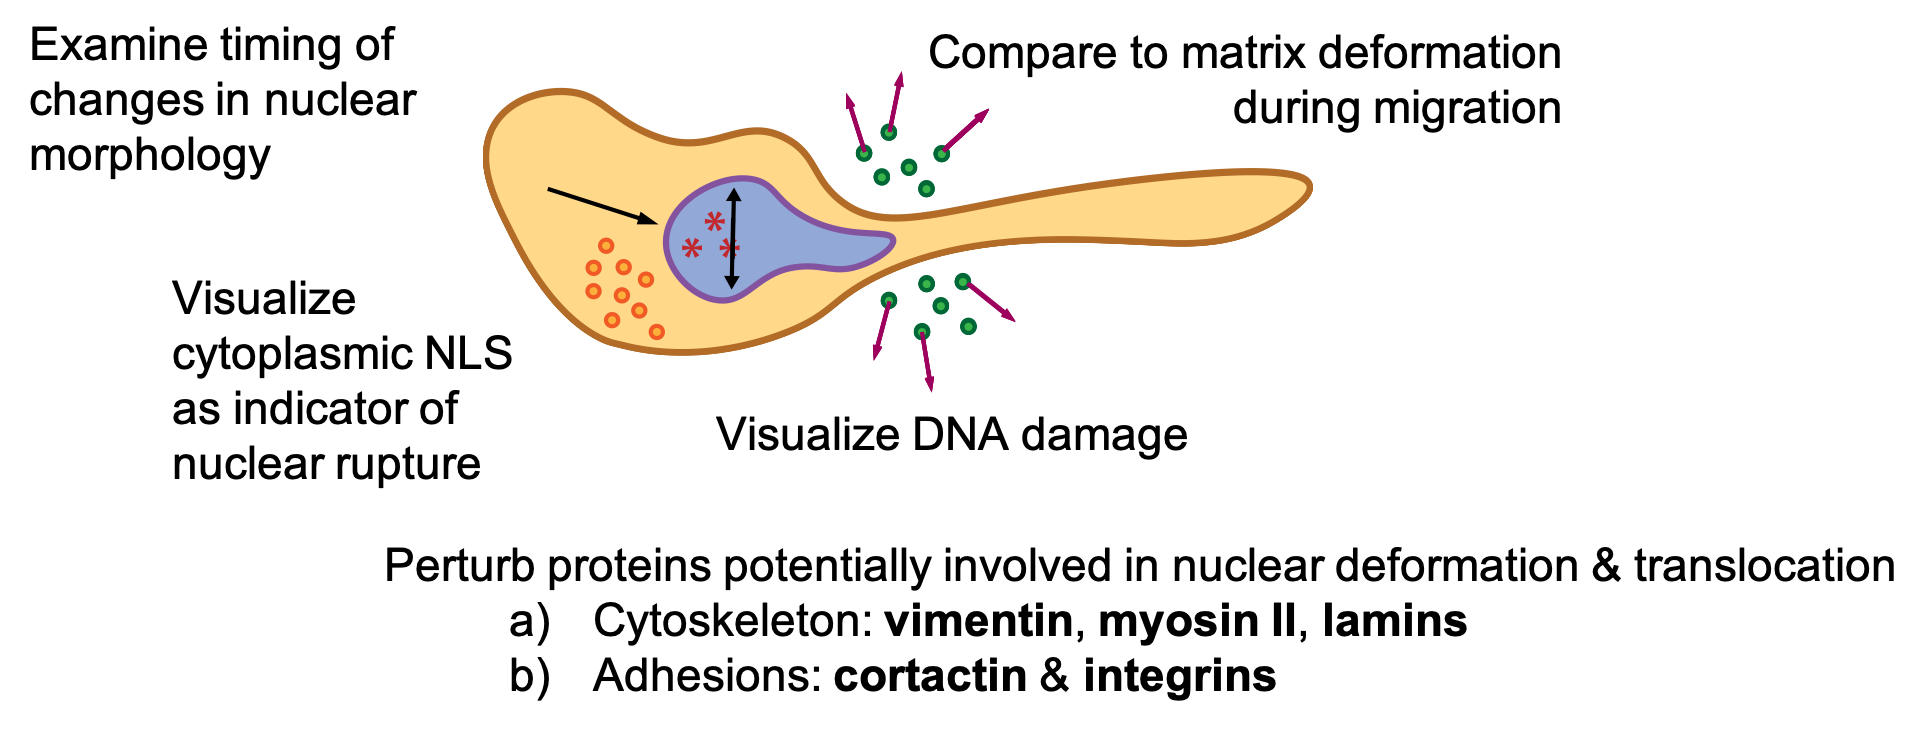 Examine timing of
changes in nuclear
morphology
Compare to matrix deformation
during migration
Visualize
cytoplasmic NLS
as indicator of
nuclear rupture
Visualize DNA damage
Perturb proteins potentially involved in nuclear deformation & translocation
a) Cytoskeleton: vimentin, myosin II, lamins
b) Adhesions: cortactin & integrins